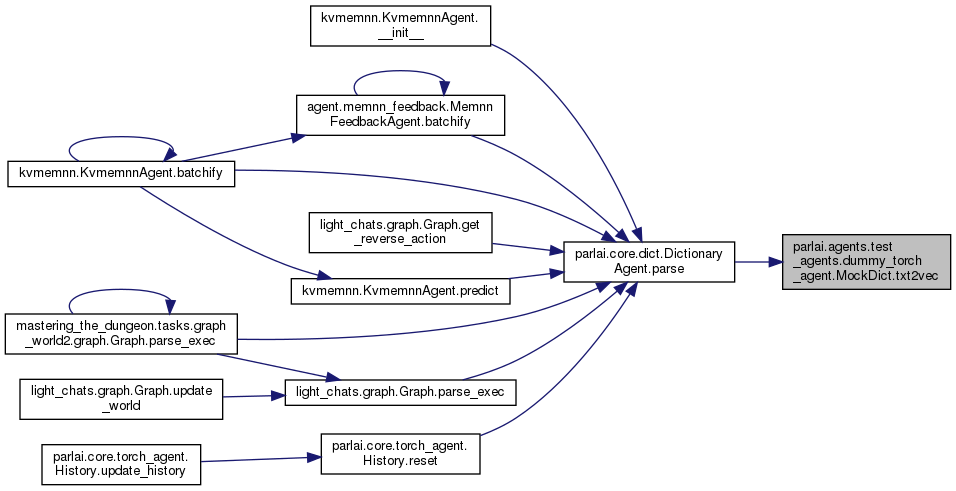 kvmemnn.KvmemnnAgent.
__init__
agent.memnn_feedback.Memnn
FeedbackAgent.batchify
kvmemnn.KvmemnnAgent.batchify
light_chats.graph.Graph.get
_reverse_action
parlai.core.dict.Dictionary
Agent.parse
parlai.agents.test
_agents.dummy_torch
_agent.MockDict.txt2vec
kvmemnn.KvmemnnAgent.predict
mastering_the_dungeon.tasks.graph
_world2.graph.Graph.parse_exec
light_chats.graph.Graph.update
_world
light_chats.graph.Graph.parse_exec
parlai.core.torch_agent.
History.reset
parlai.core.torch_agent.
History.update_history